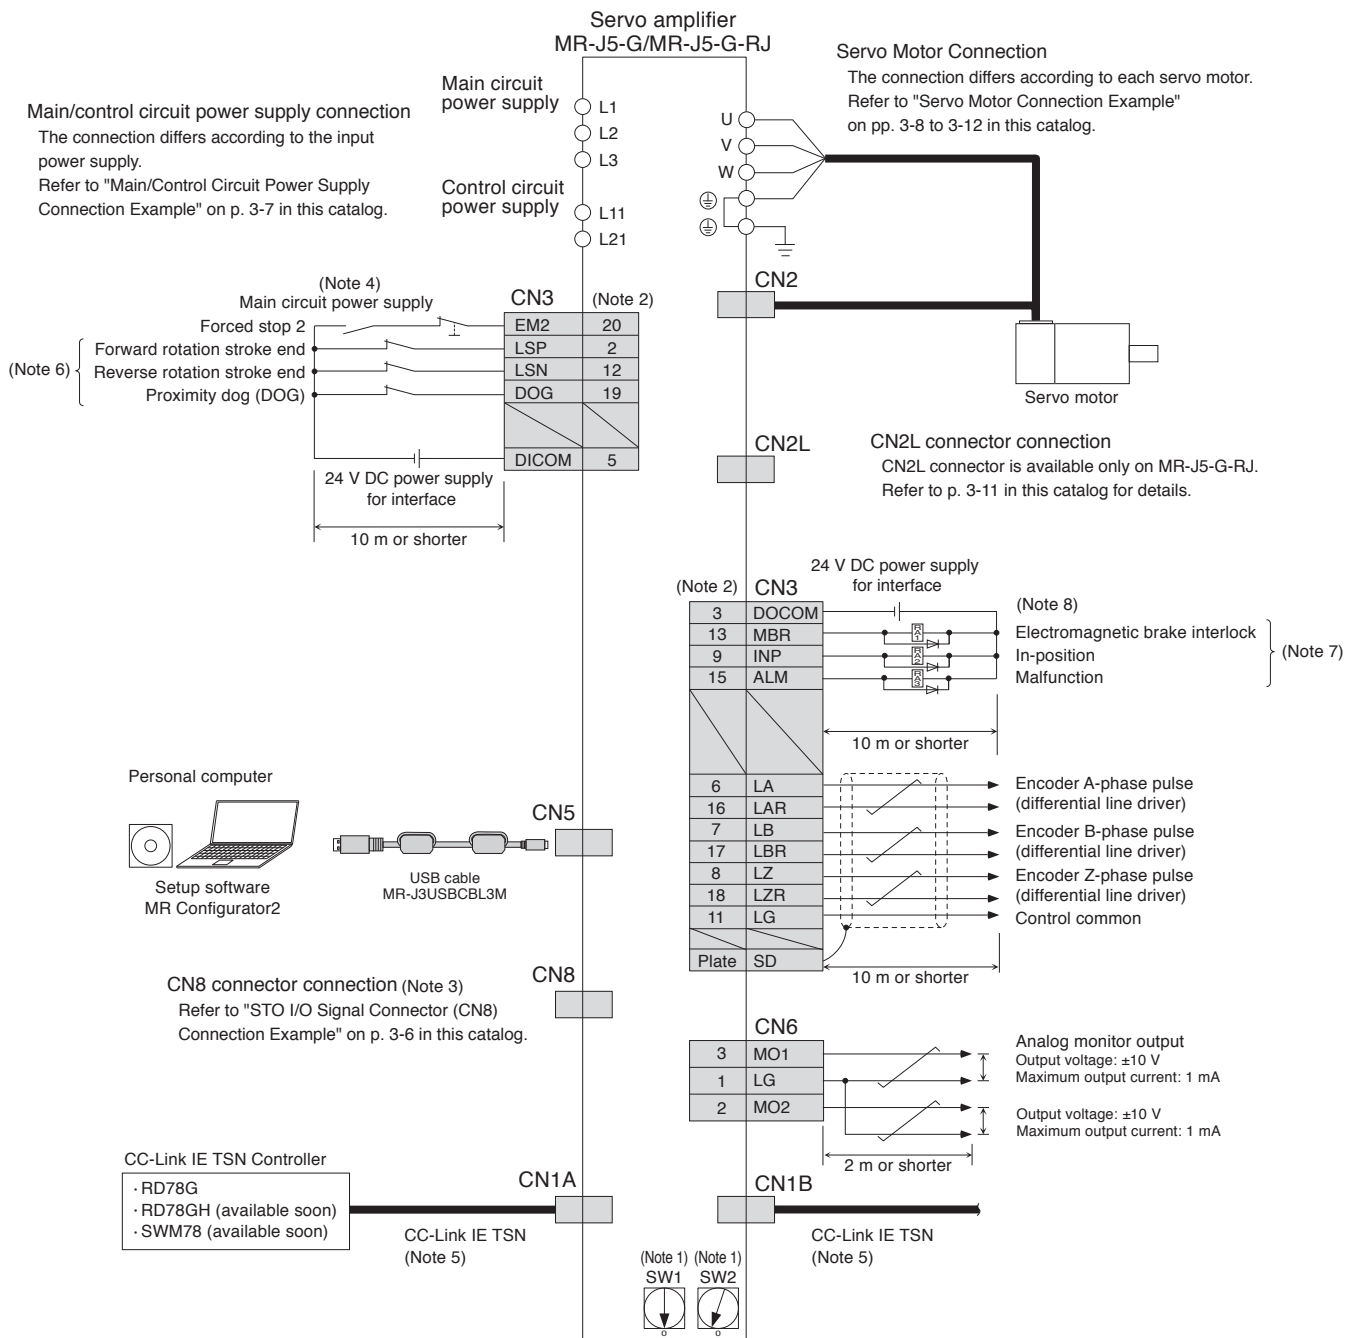 Servo amplifier
MR-J5-G/MR-J5-G-RJ
Main/control circuit power supply connection
The connection differs according to the input
power supply.
Refer to "Main/Control Circuit Power Supply
Connection Example" on p. 3-7 in this catalog.
Main circuit
power supply
L1
L2
L3
Control circuit
power supply
L11
L21
U
V
W
Servo Motor Connection
The connection differs according to each servo motor.
Refer to "Servo Motor Connection Example"
on pp. 3-8 to 3-12 in this catalog.
CN2
Servo motor
(Note 4)
Main circuit power supply
CN3
(Note 2)
Forced stop 2
EM2 20
(Note 6)
Forward rotation stroke end
LSP 2
Reverse rotation stroke end
LSN 12
Proximity dog (DOG)
DOG 19
DICOM 5
24 V DC power supply
for interface
10 m or shorter
CN2L
CN2L connector connection
CN2L connector is available only on MR-J5-G-RJ.
Refer to p. 3-11 in this catalog for details.
24 V DC power supply
for interface
(Note 2)
CN3
3 DOCOM
(Note 8)
13 MBR
RA1
Electromagnetic brake interlock
9 INP
RA2
In-position
15 ALM
RA3
Malfunction
(Note 7)
10 m or shorter
6 LA
Encoder A-phase pulse
16 LAR
(differential line driver)
7 LB
Encoder B-phase pulse
17 LBR
(differential line driver)
8 LZ
Encoder Z-phase pulse
18 LZR
(differential line driver)
11 LG
Control common
Plate SD
10 m or shorter
Personal computer
Setup software
MR Configurator2
USB cable
MR-J3USBCBL3M
CN5
CN8 connector connection (Note 3)
Refer to "STO I/O Signal Connector (CN8)
Connection Example" on p. 3-6 in this catalog.
CN8
CN6
3 MO1
1 LG
2 MO2
Analog monitor output
Output voltage: ±10 V
Maximum output current: 1 mA
Output voltage: ±10 V
Maximum output current: 1 mA
2 m or shorter
CC-Link IE TSN Controller
· RD78G
· RD78GH (available soon)
· SWM78 (available soon)
CC-Link IE TSN
(Note 5)
CN1A
CN1B
CC-Link IE TSN
(Note 5)
(Note 1) (Note 1)
SW1 SW2
0 0